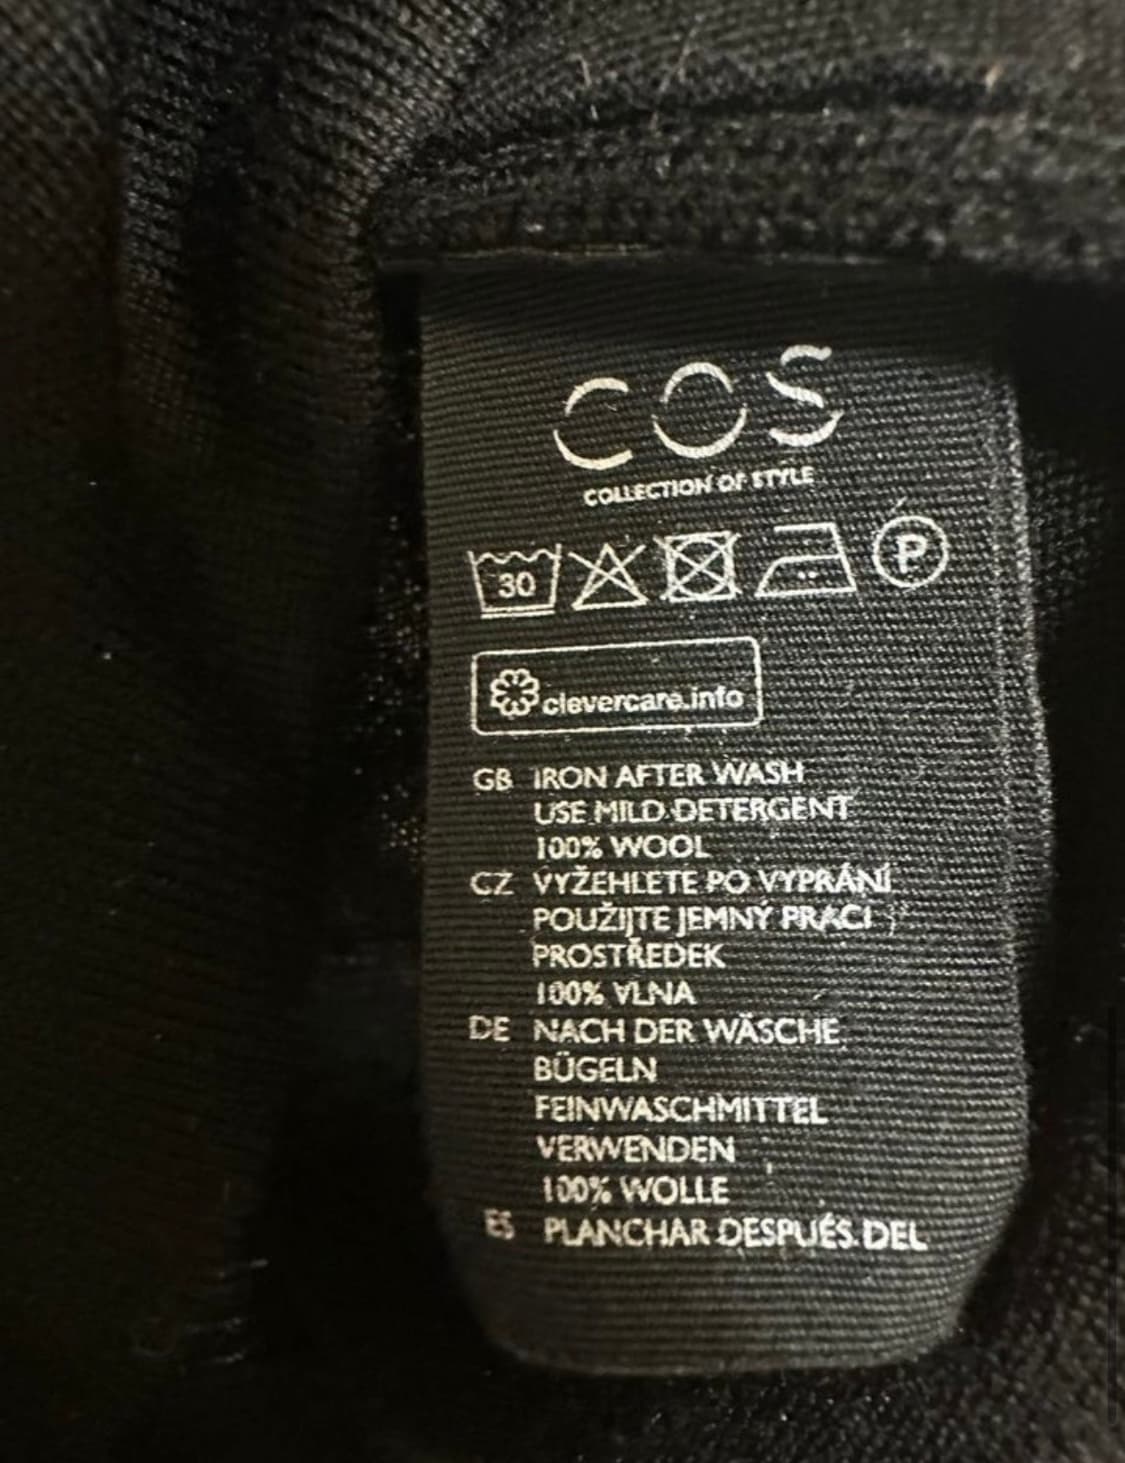 COS
COLLECTION OF STYLE
30 P
clevercare.info
GB IRON AFTER WASH
USE MILD DETERGENT
100% WOOL
CZ VYŽEHLETE PO VYPRÁNÍ
POUŽIJTE JEMNÝ PRACÍ
PROSTŘEDEK
100% VLNA
DE NACH DER WÄSCHE
BÜGELN
FEINWASCHMITTEL
VERWENDEN
100% WOLLE
ES PLANCHAR DESPUÉS DEL